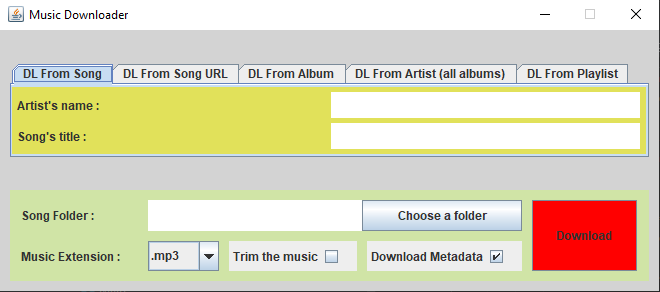 Music Downloader
DL From Song DL From Song URL DL From Album DL From Artist (all albums) DL From Playlist
Artist's name :
Song's title :
Song Folder : Choose a folder
Music Extension : .mp3 Trim the music Download Metadata Download